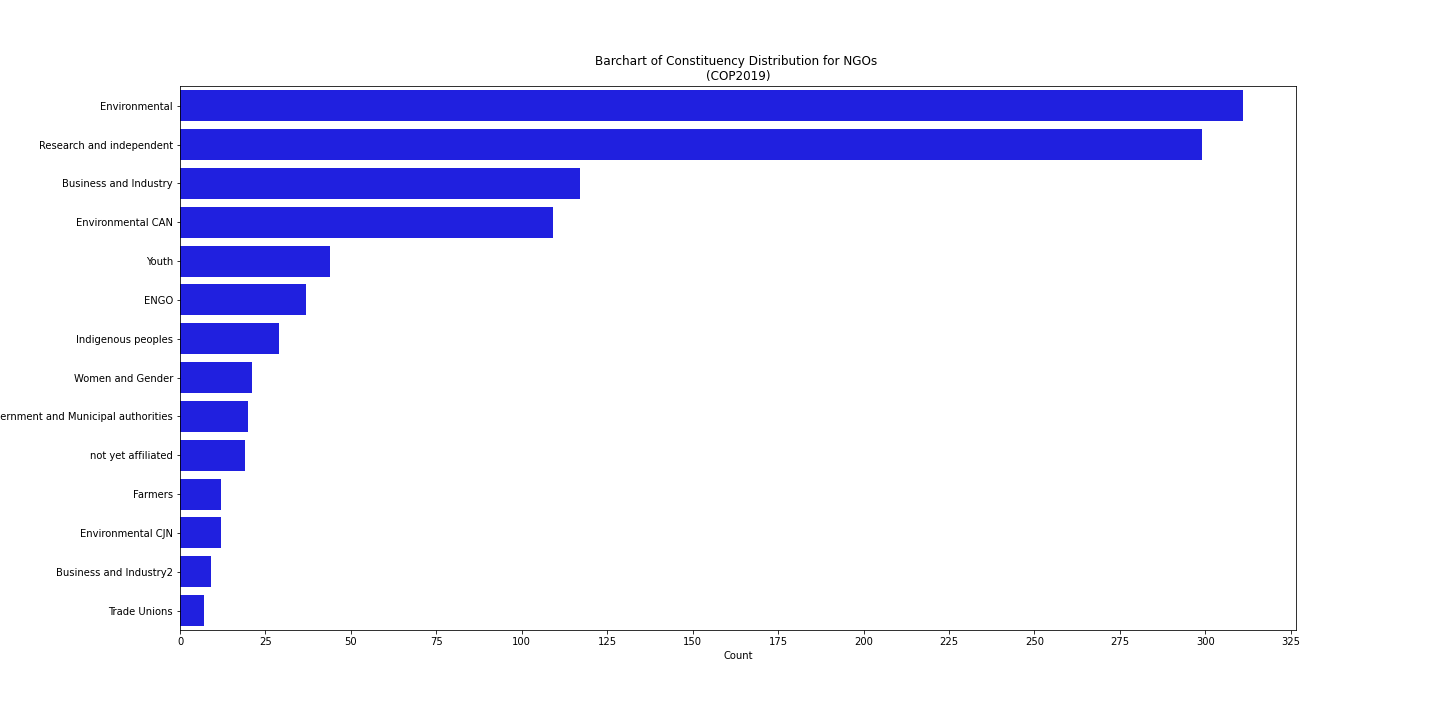 Barchart of Constituency Distribution for NGOs
(COP2019)
Environmental
Research and independent
Business and Industry
Environmental CAN
Youth
ENGO
Indigenous peoples
Women and Gender
ernment and Municipal authorities
not yet affiliated
Farmers
Environmental CJN
Business and Industry2
Trade Unions
0 25 50 75 100 125 150 175 200 225 250 275 300 325
Count